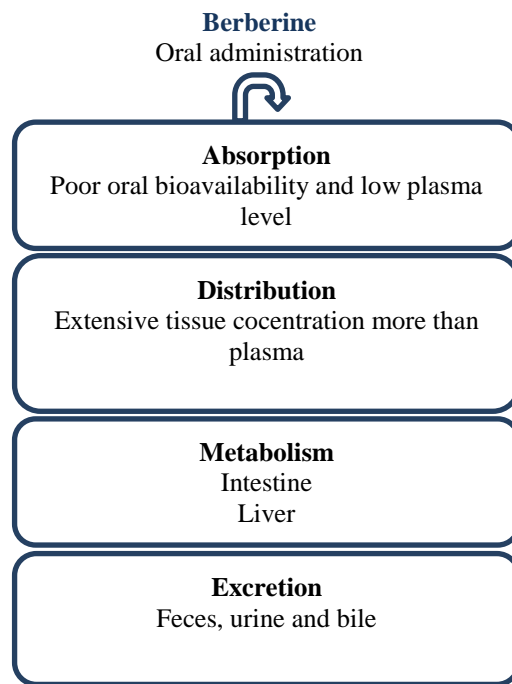 Berberine
Oral administration
Absorption
Poor oral bioavailability and low plasma
level
Distribution
Extensive tissue cocentration more than
plasma
Metabolism
Intestine
Liver
Excretion
Feces, urine and bile